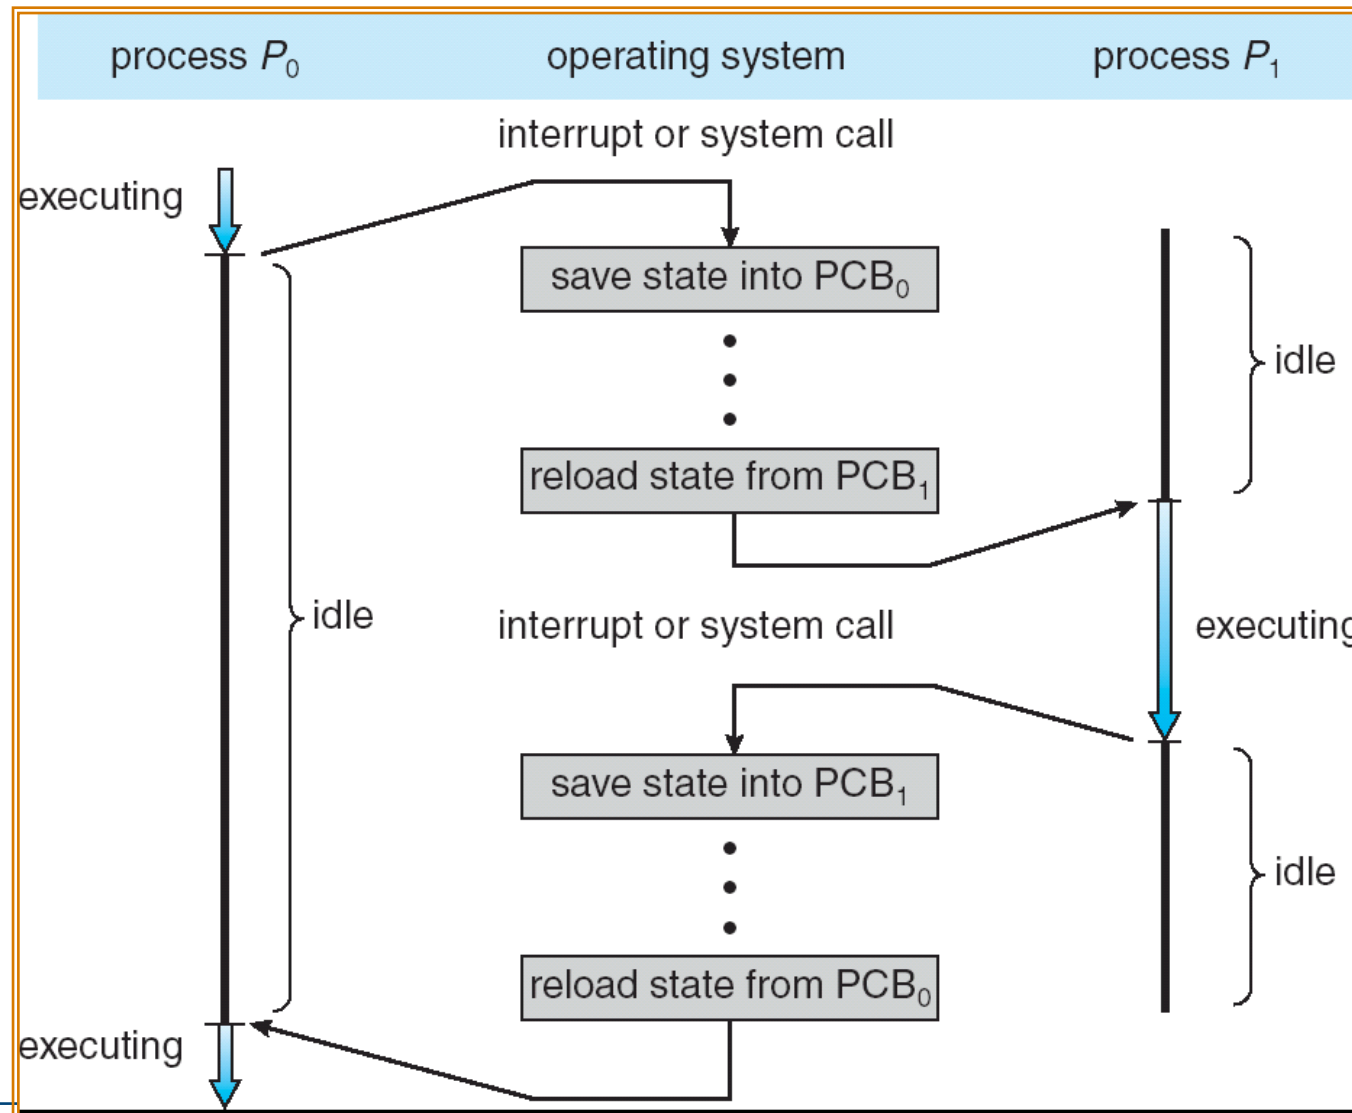 process P₀ operating system process P₁
interrupt or system call
executing
save state into PCB₀
idle
reload state from PCB₁
idle
interrupt or system call
executing
save state into PCB₁
idle
reload state from PCB₀
executing